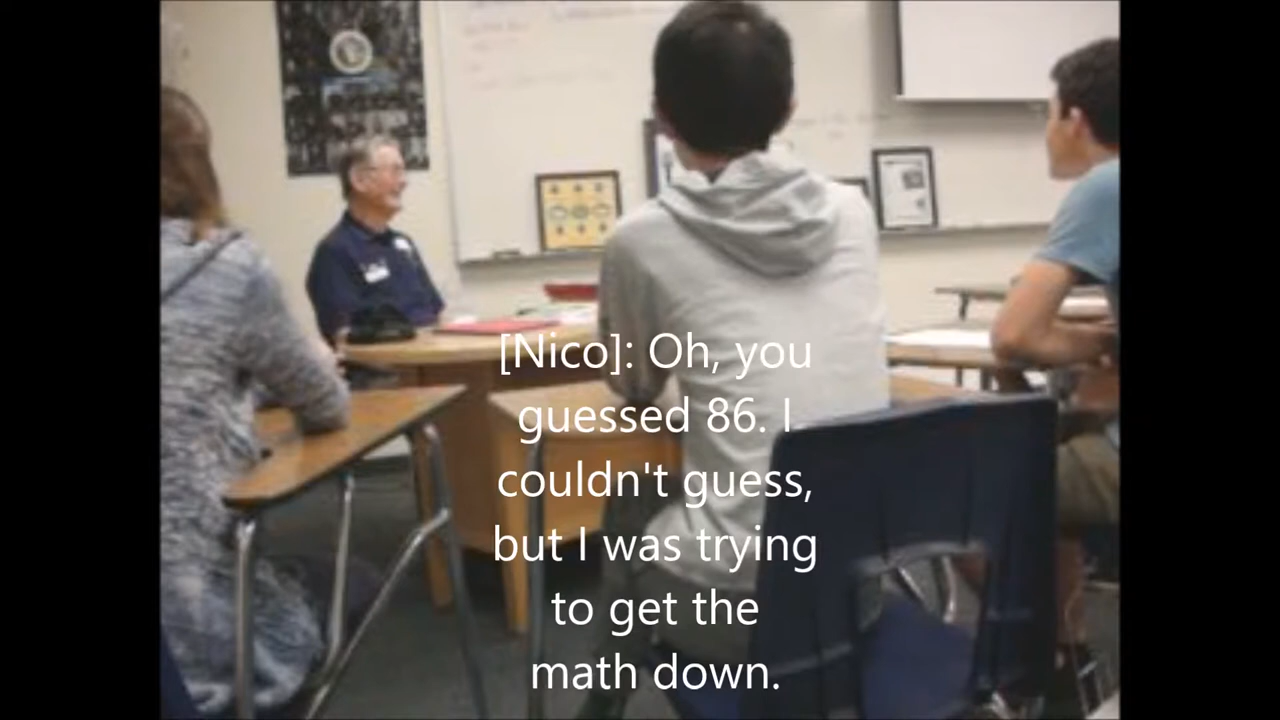 [Nico]: Oh, you
guessed 86. I
couldn't guess,
but I was trying
to get the
math down.